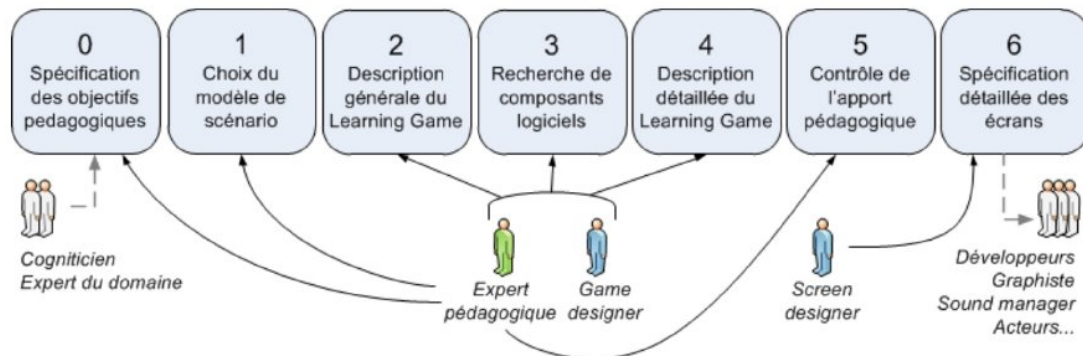 0
Spécification
des objectifs
pedagogiques
1
Choix du
modèle de
scénario
2
Description
générale du
Learning Game
3
Recherche de
composants
logiciels
4
Description
détaillée du
Learning Game
5
Contrôle de
l'apport
pédagogique
6
Spécification
détaillée des
écrans
Cogniticien
Expert du domaine
Expert
pédagogique
Game
designer
Screen
designer
Développeurs
Graphiste
Sound manager
Acteurs...